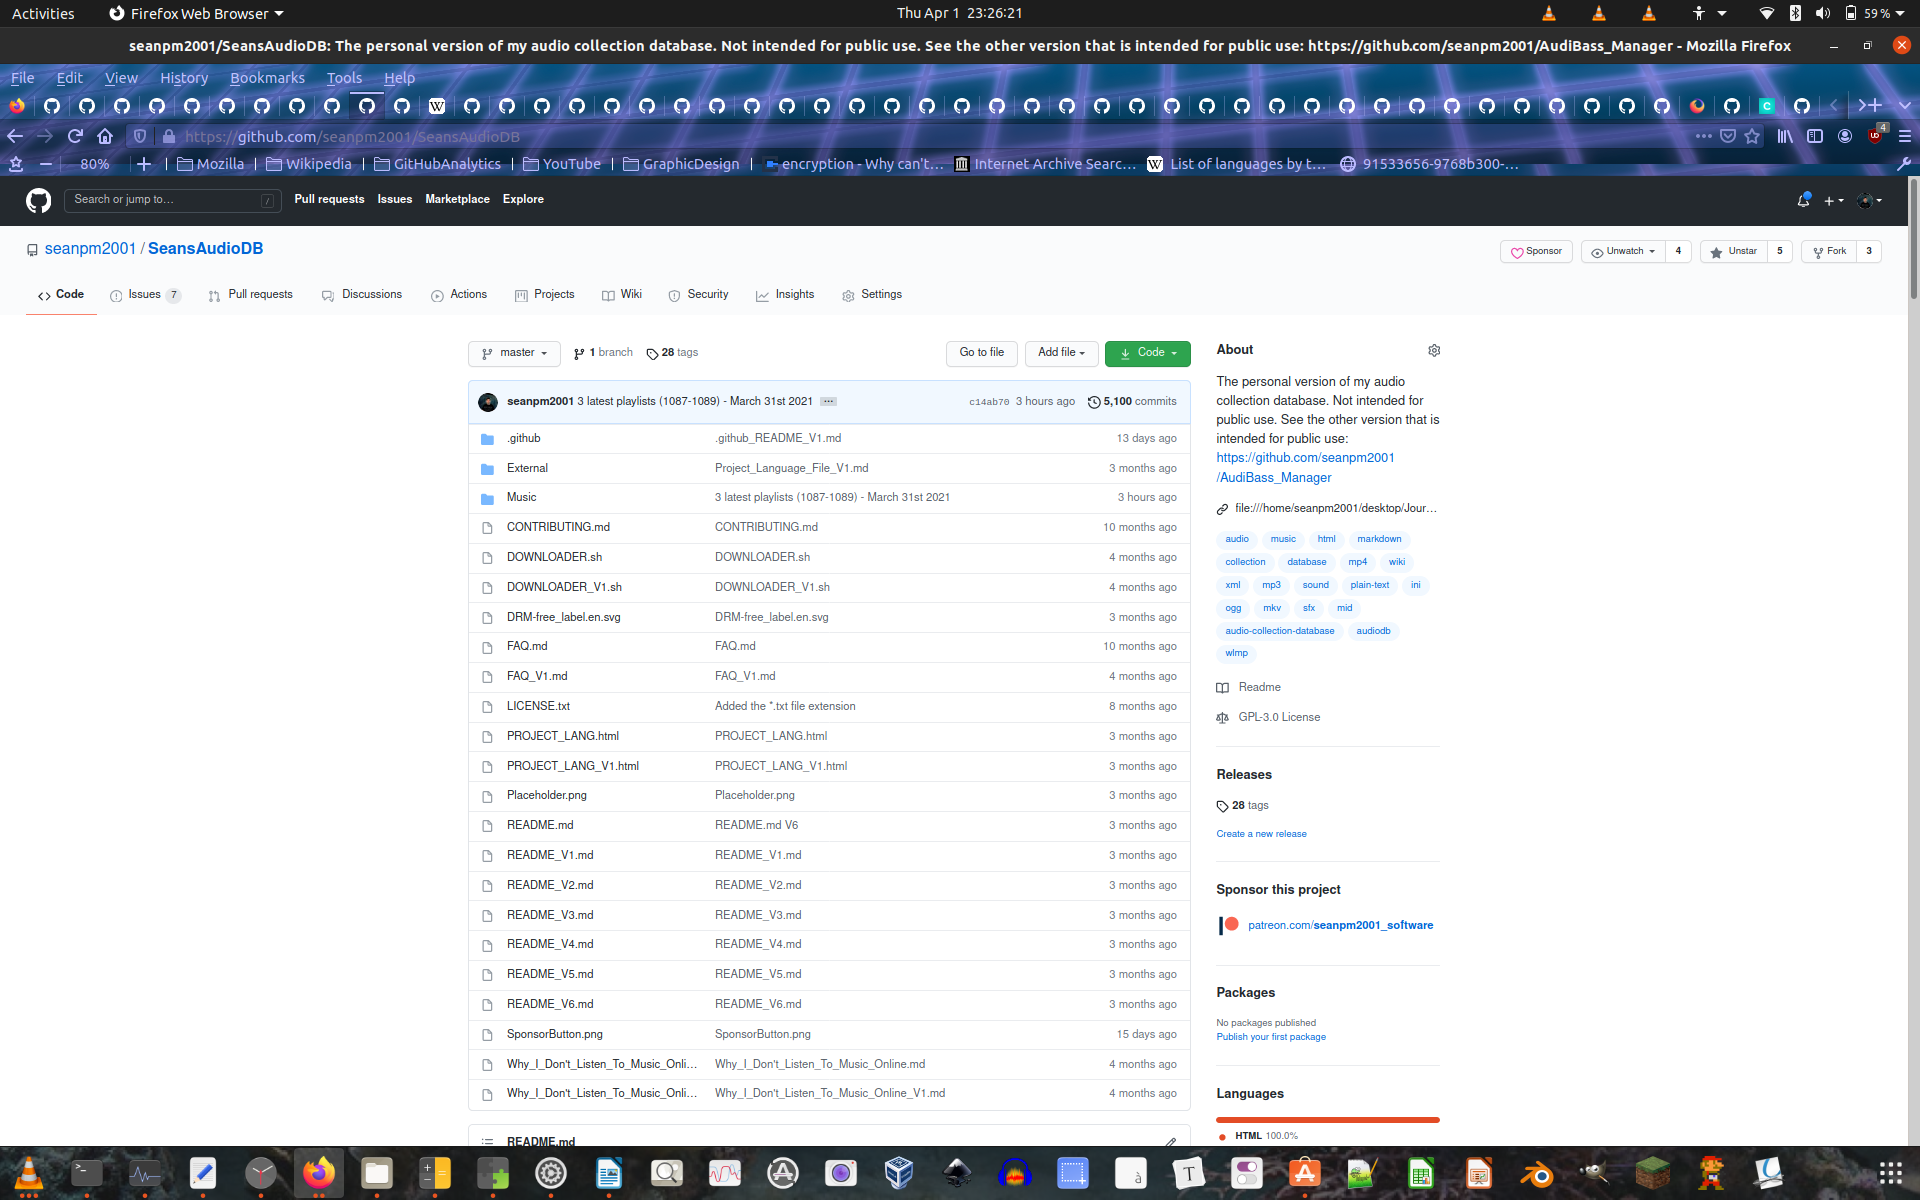 Activities Firefox Web Browser Thu Apr 1 23:26:21 59 %
seanpm2001/SeansAudioDB: The personal version of my audio collection database. Not intended for public use. See the other version that is intended for public use: https://github.com/seanpm2001/AudiBass_Manager - Mozilla Firefox
File Edit View History Bookmarks Tools Help
https://github.com/seanpm2001/SeansAudioDB 4
80% Mozilla Wikipedia GitHubAnalytics YouTube GraphicDesign encryption - Why can't… Internet Archive Searc… List of languages by t… 91533656-9768b300-…
Search or jump to… / Pull requests Issues Marketplace Explore
seanpm2001 / SeansAudioDB Sponsor Unwatch 4 Unstar 5 Fork 3
Code Issues 7 Pull requests Discussions Actions Projects Wiki Security Insights Settings
master 1 branch 28 tags Go to file Add file Code
seanpm2001 3 latest playlists (1087-1089) - March 31st 2021 ··· c14ab70 3 hours ago 5,100 commits
.github .github_README_V1.md 13 days ago
External Project_Language_File_V1.md 3 months ago
Music 3 latest playlists (1087-1089) - March 31st 2021 3 hours ago
CONTRIBUTING.md CONTRIBUTING.md 10 months ago
DOWNLOADER.sh DOWNLOADER.sh 4 months ago
DOWNLOADER_V1.sh DOWNLOADER_V1.sh 4 months ago
DRM-free_label.en.svg DRM-free_label.en.svg 3 months ago
FAQ.md FAQ.md 10 months ago
FAQ_V1.md FAQ_V1.md 4 months ago
LICENSE.txt Added the *.txt file extension 8 months ago
PROJECT_LANG.html PROJECT_LANG.html 3 months ago
PROJECT_LANG_V1.html PROJECT_LANG_V1.html 3 months ago
Placeholder.png Placeholder.png 3 months ago
README.md README.md V6 3 months ago
README_V1.md README_V1.md 3 months ago
README_V2.md README_V2.md 3 months ago
README_V3.md README_V3.md 3 months ago
README_V4.md README_V4.md 3 months ago
README_V5.md README_V5.md 3 months ago
README_V6.md README_V6.md 3 months ago
SponsorButton.png SponsorButton.png 15 days ago
Why_I_Don't_Listen_To_Music_Onli… Why_I_Don't_Listen_To_Music_Online.md 4 months ago
Why_I_Don't_Listen_To_Music_Onli… Why_I_Don't_Listen_To_Music_Online_V1.md 4 months ago
README.md
About
The personal version of my audio
collection database. Not intended for
public use. See the other version that is
intended for public use:
https://github.com/seanpm2001
/AudiBass_Manager
file:///home/seanpm2001/desktop/Jour…
audio music html markdown
collection database mp4 wiki
xml mp3 sound plain-text ini
ogg mkv sfx mid
audio-collection-database audiodb
wlmp
Readme
GPL-3.0 License
Releases
28 tags
Create a new release
Sponsor this project
patreon.com/seanpm2001_software
Packages
No packages published
Publish your first package
Languages
HTML 100.0%